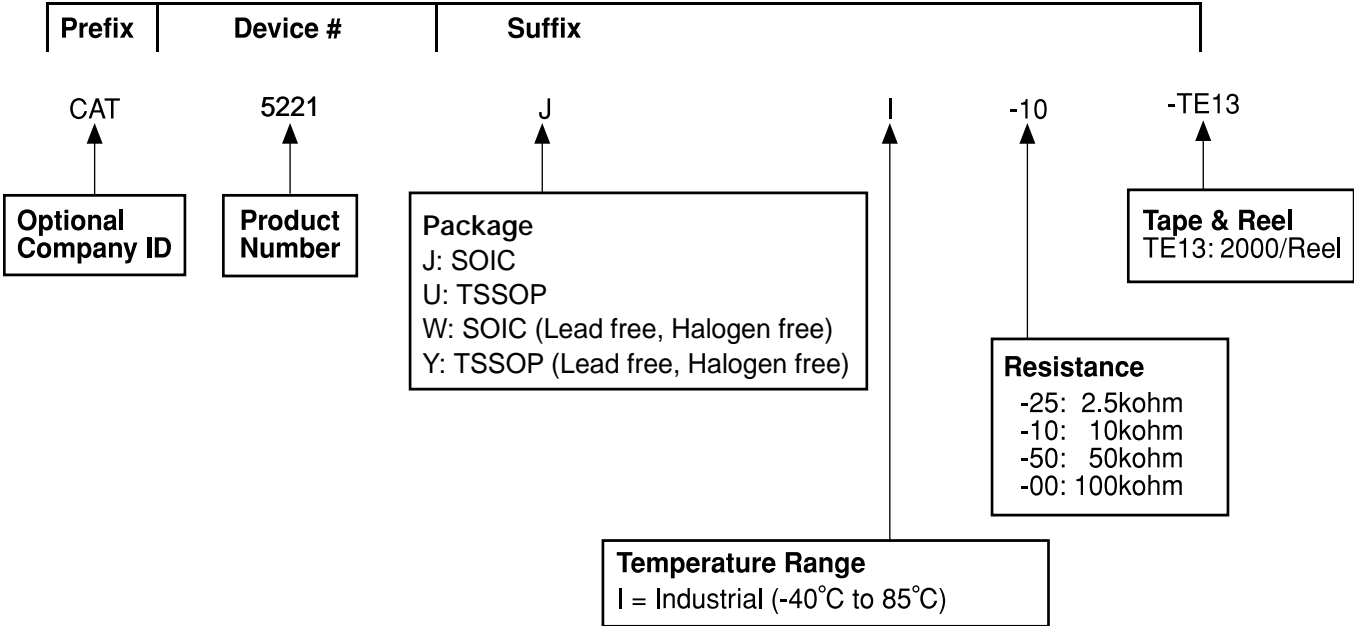 Prefix Device # Suffix
CAT 5221 J I -10 -TE13
Optional
Company ID
Product
Number
Package
J: SOIC
U: TSSOP
W: SOIC (Lead free, Halogen free)
Y: TSSOP (Lead free, Halogen free)
Tape & Reel
TE13: 2000/Reel
Resistance
-25: 2.5kohm
-10: 10kohm
-50: 50kohm
-00: 100kohm
Temperature Range
I = Industrial (-40˚C to 85˚C)